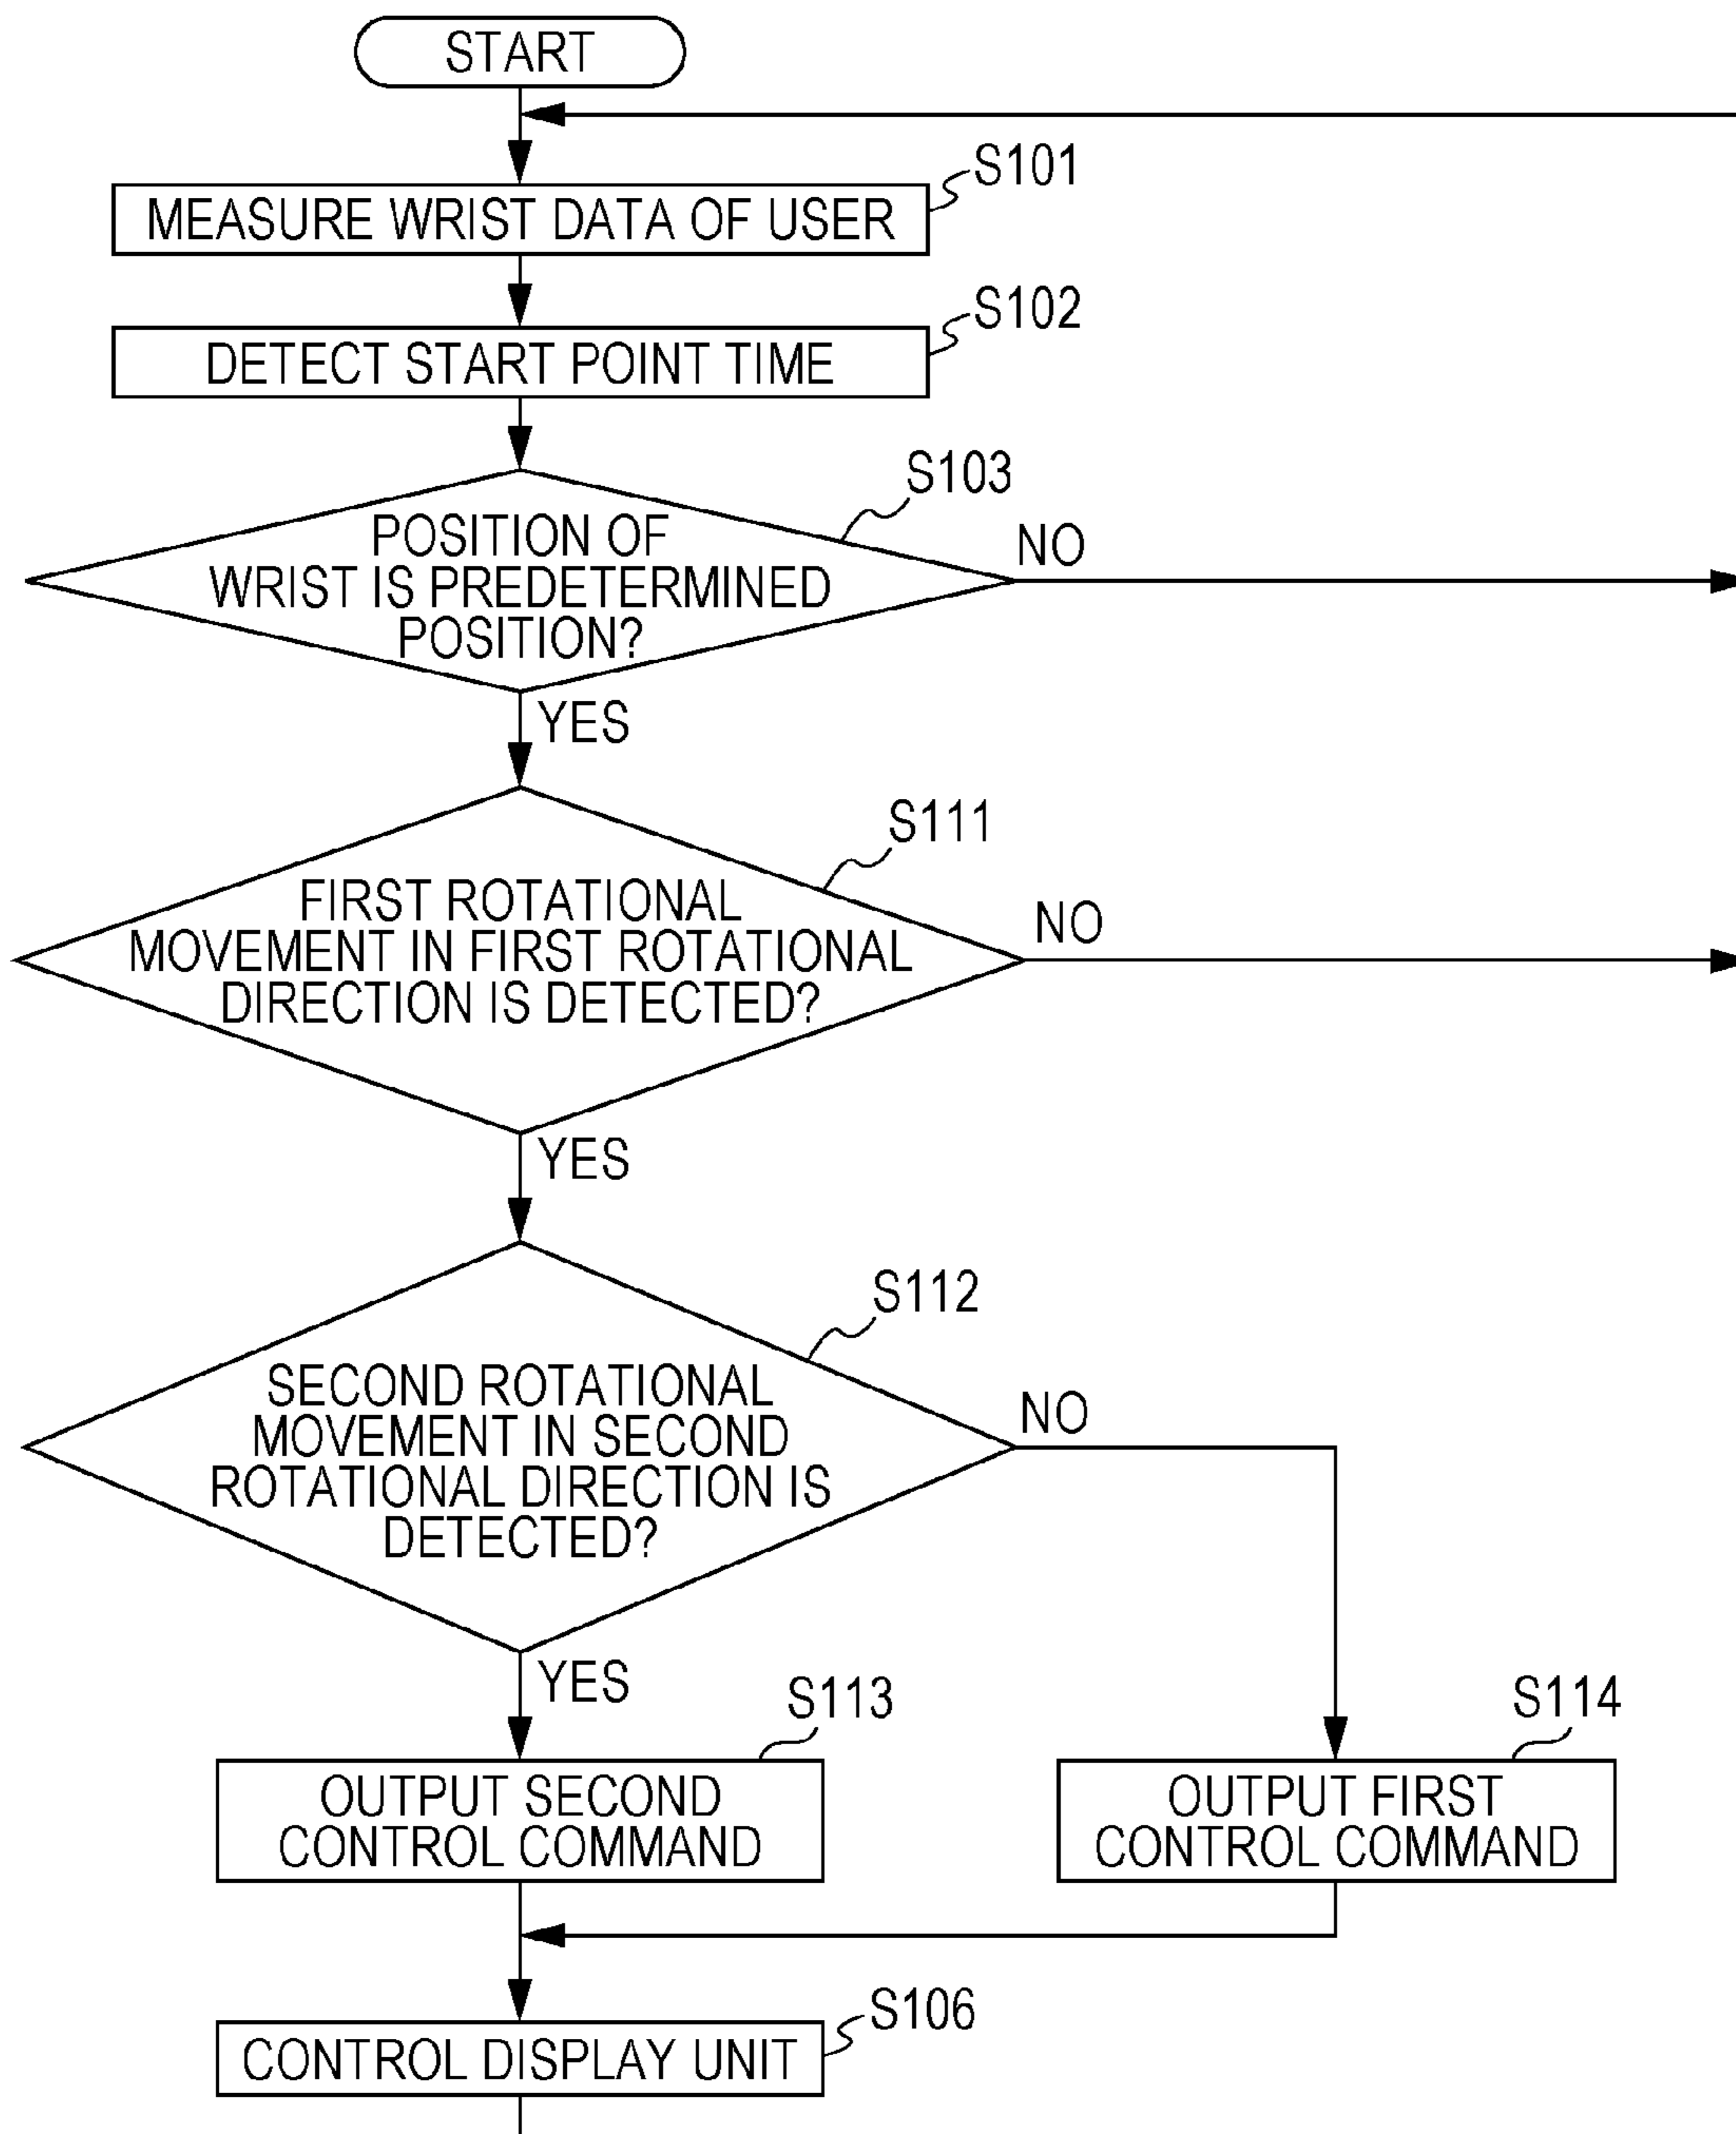 START
S101
MEASURE WRIST DATA OF USER
S102
DETECT START POINT TIME
S103
POSITION OF
WRIST IS PREDETERMINED
POSITION?
NO
YES
S111
FIRST ROTATIONAL
MOVEMENT IN FIRST ROTATIONAL
DIRECTION IS DETECTED?
NO
YES
S112
SECOND ROTATIONAL
MOVEMENT IN SECOND
ROTATIONAL DIRECTION IS
DETECTED?
NO
YES
S113
OUTPUT SECOND
CONTROL COMMAND
S114
OUTPUT FIRST
CONTROL COMMAND
S106
CONTROL DISPLAY UNIT